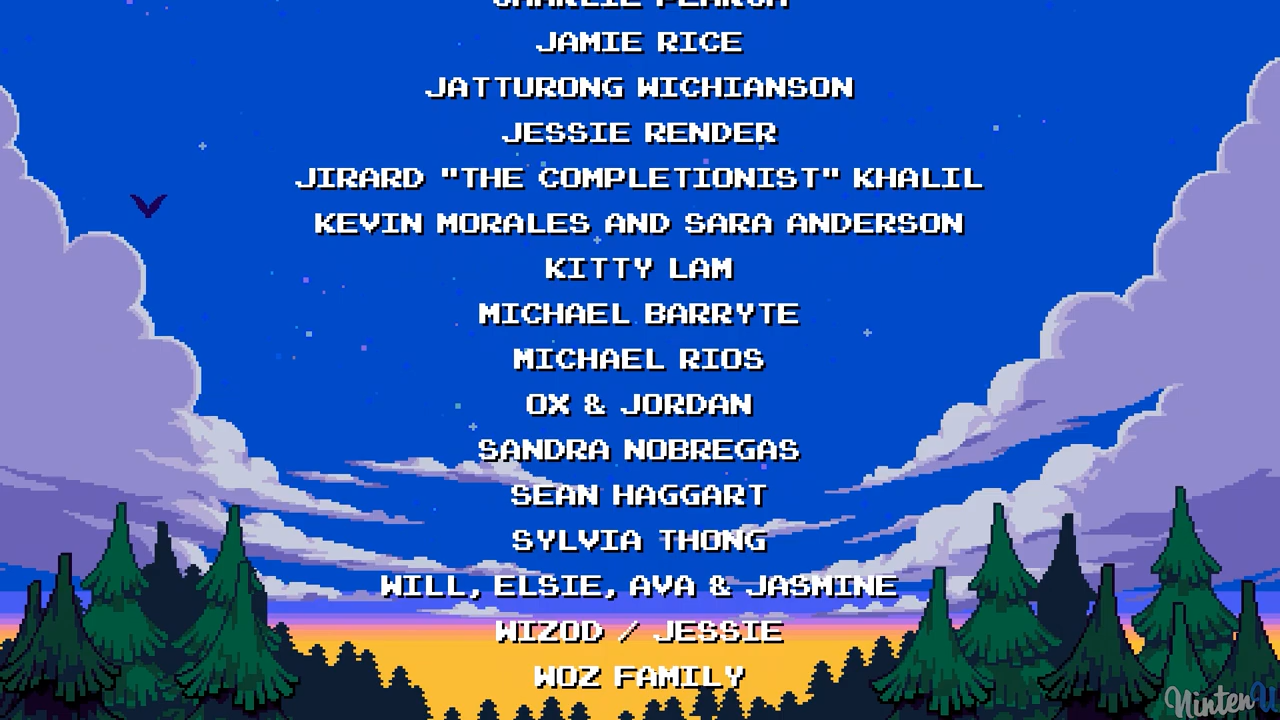 JAMIE RICE
JATTURONG WICHIANSON
JESSIE RENDER
JIRARD "THE COMPLETIONIST" KHALIL
KEVIN MORALES AND SARA ANDERSON
KITTY LAM
MICHAEL BARRYTE
MICHAEL RIOS
OX & JORDAN
SANDRA NOBREGAS
SEAN HAGGART
SYLVIA THONG
WILL, ELSIE, AVA & JASMINE
WIZOD / JESSIE
WOZ FAMILY
NintenU